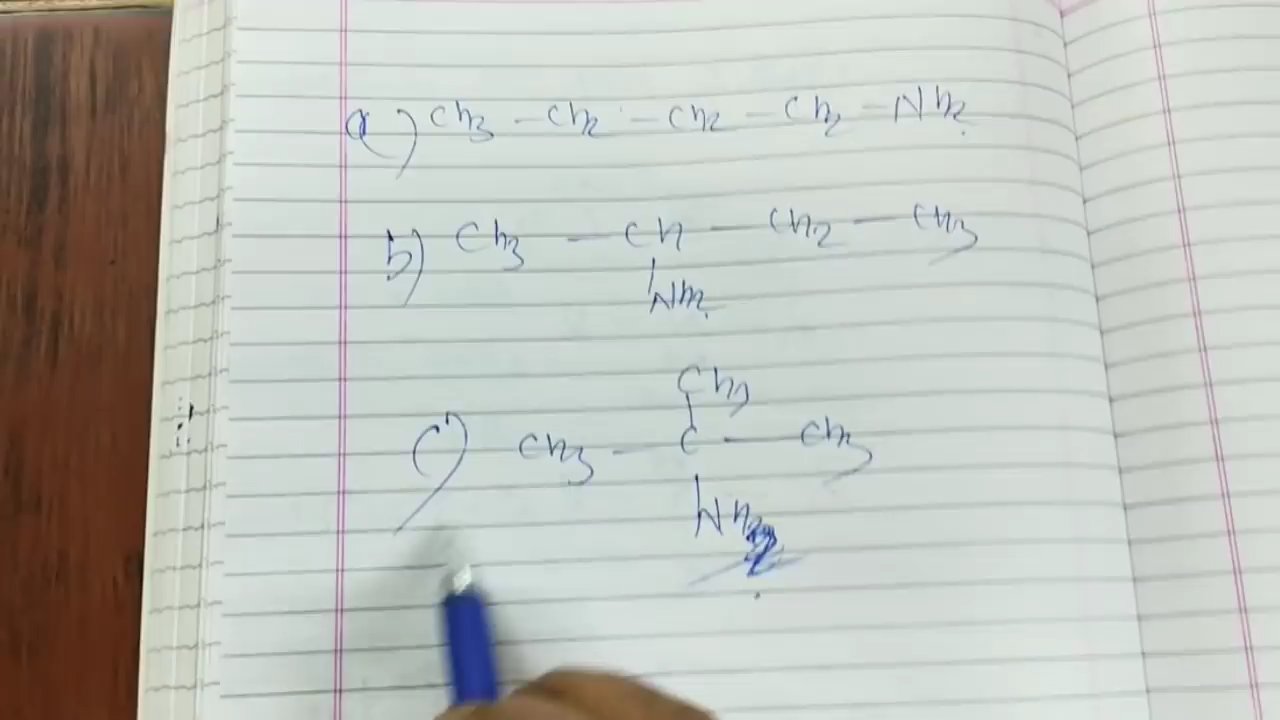 a) CH3 - CH2 - CH2 - CH2 - NH2
b) CH3 - CH - CH2 - CH3
NH2
CH3
c) CH3 - C - CH3
NH2